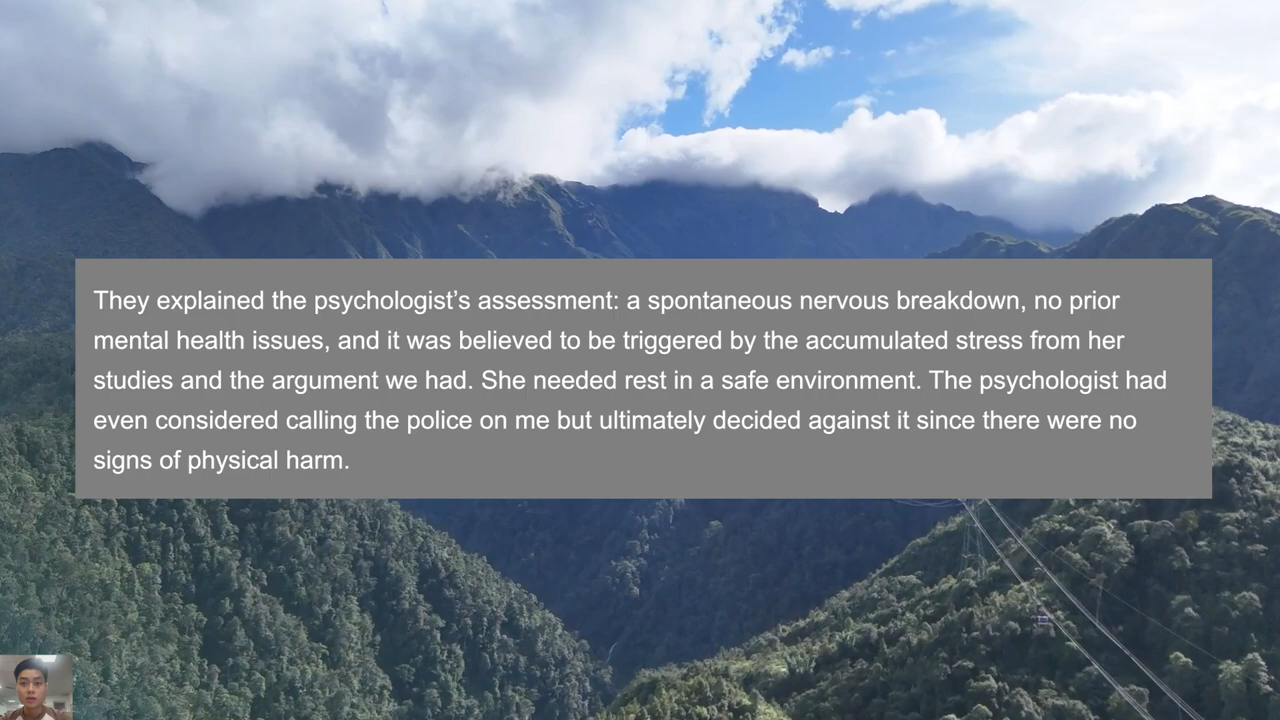 They explained the psychologist’s assessment: a spontaneous nervous breakdown, no prior
mental health issues, and it was believed to be triggered by the accumulated stress from her
studies and the argument we had. She needed rest in a safe environment. The psychologist had
even considered calling the police on me but ultimately decided against it since there were no
signs of physical harm.